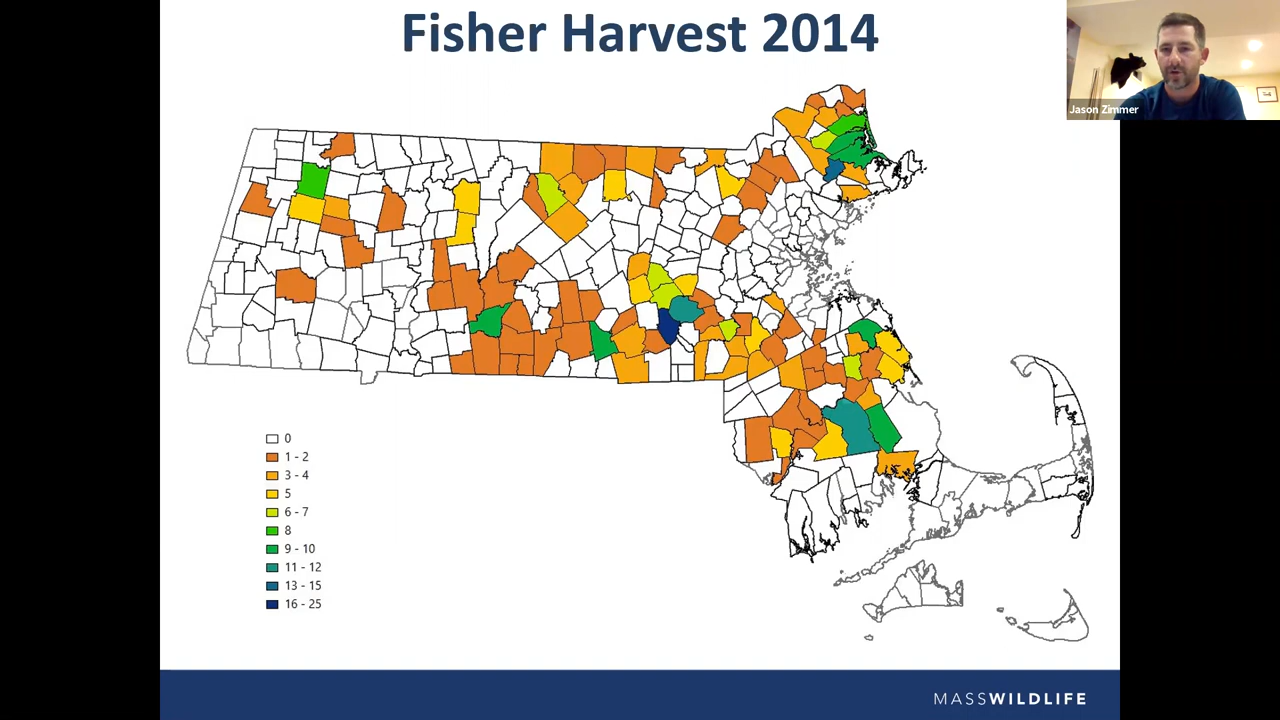 Fisher Harvest 2014
Jason Zimmer
0
1 - 2
3 - 4
5
6 - 7
8
9 - 10
11 - 12
13 - 15
16 - 25
MASSWILDLIFE